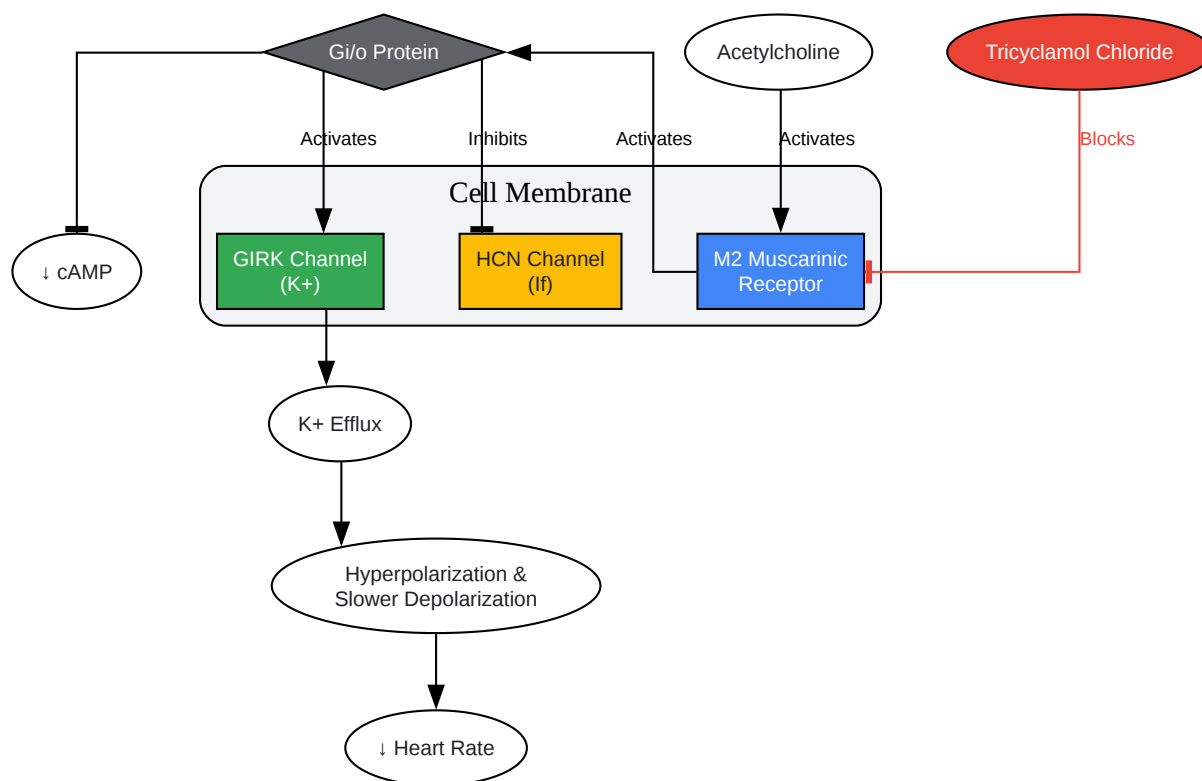 Gi/o Protein
Acetylcholine
Tricyclamol Chloride
Activates
Inhibits
Activates
Activates
Blocks
Cell Membrane
↓ cAMP
GIRK Channel
(K+)
HCN Channel
(If)
M2 Muscarinic
Receptor
K+ Efflux
Hyperpolarization &
Slower Depolarization
↓ Heart Rate